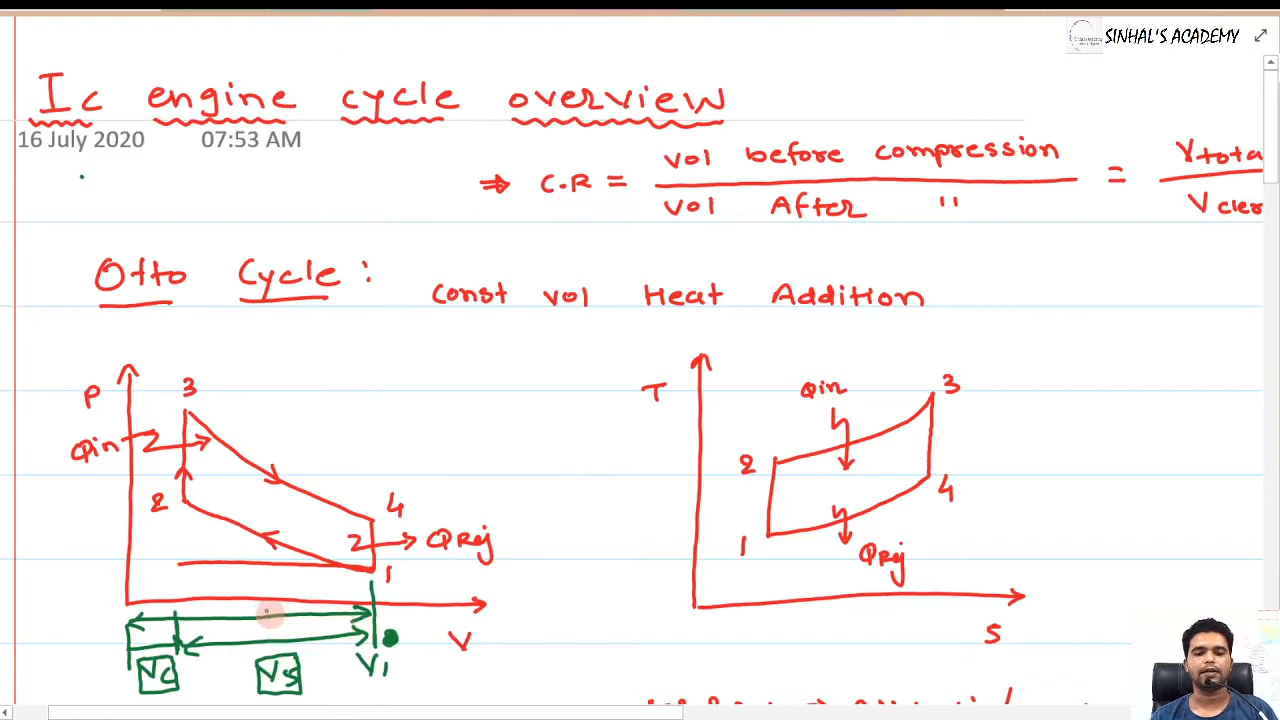 SINHAL'S ACADEMY
Ic engine cycle overview
16 July 2020 07:53 AM
⇒ C.R = vol before compression / vol After " = Vtota / Vcler
Otto Cycle : Const vol Heat Addition
P
3
Qin
2
4
QRej
1
V
Vc
Vs
V1
T
Qin
3
2
4
1
QRej
S